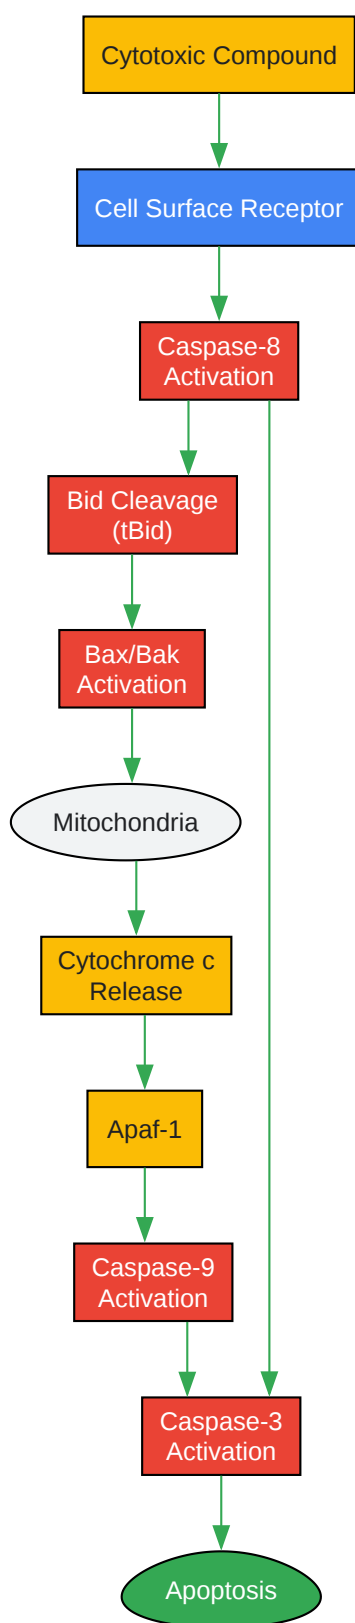 Cytotoxic Compound
Cell Surface Receptor
Caspase-8
Activation
Bid Cleavage
(tBid)
Bax/Bak
Activation
Mitochondria
Cytochrome c
Release
Apaf-1
Caspase-9
Activation
Caspase-3
Activation
Apoptosis